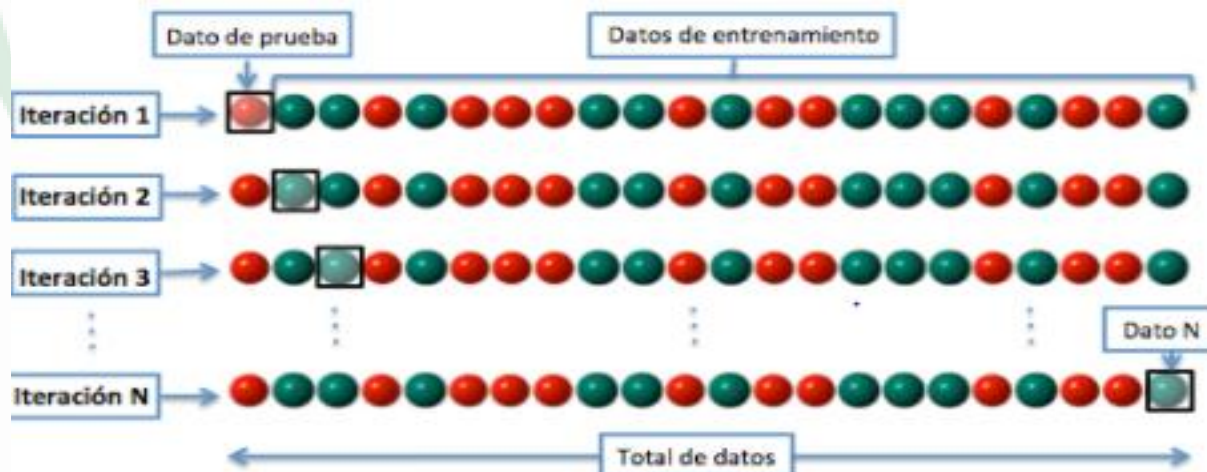 Dato de prueba
Datos de entrenamiento
Iteración 1
Iteración 2
Iteración 3
Dato N
Iteración N
Total de datos